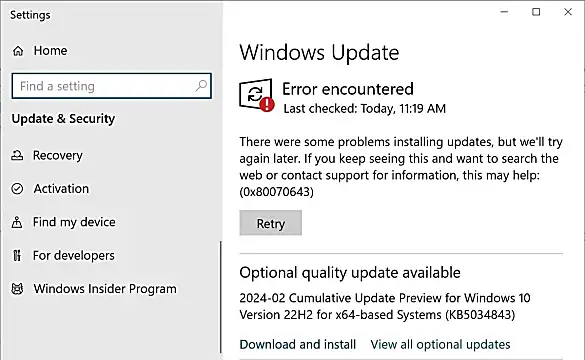 Settings
Home
Find a setting
Update & Security
Recovery
Activation
Find my device
For developers
Windows Insider Program
Windows Update
Error encountered
Last checked: Today, 11:19 AM
There were some problems installing updates, but we'll try
again later. If you keep seeing this and want to search the
web or contact support for information, this may help:
(0x80070643)
Retry
Optional quality update available
2024-02 Cumulative Update Preview for Windows 10
Version 22H2 for x64-based Systems (KB5034843)
Download and install View all optional updates